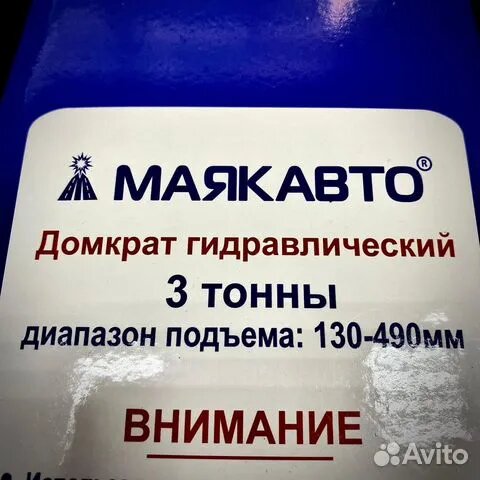 МАЯКАВТО®
Домкрат гидравлический
3 тонны
диапазон подъема: 130-490мм
ВНИМАНИЕ
Avito